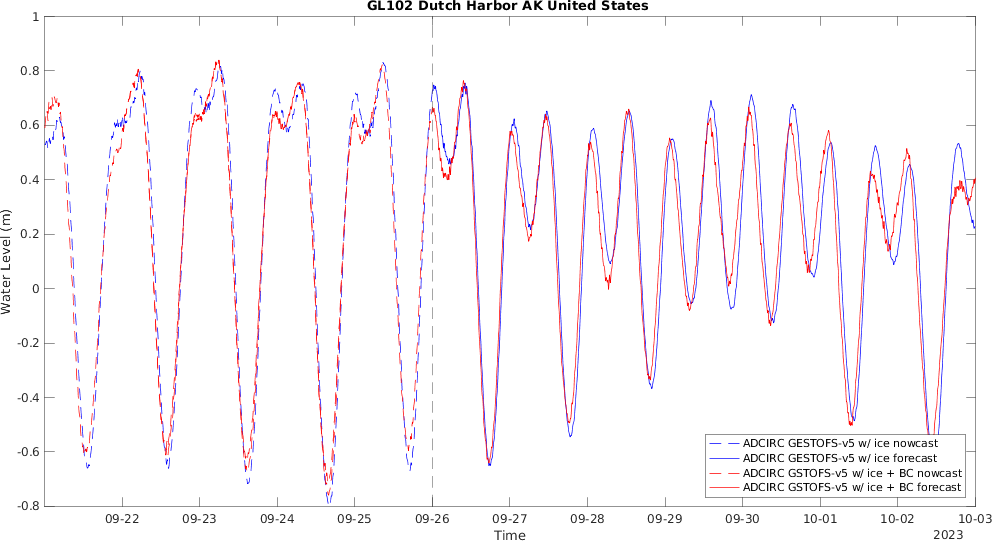 GL102 Dutch Harbor AK United States
1
0.8
0.6
0.4
0.2
0
-0.2
-0.4
-0.6
-0.8
Water Level (m)
09-22 09-23 09-24 09-25 09-26 09-27 09-28 09-29 09-30 10-01 10-02 10-03
Time
2023
ADCIRC GESTOFS-v5 w/ ice nowcast
ADCIRC GESTOFS-v5 w/ ice forecast
ADCIRC GSTOFS-v5 w/ ice + BC nowcast
ADCIRC GSTOFS-v5 w/ ice + BC forecast